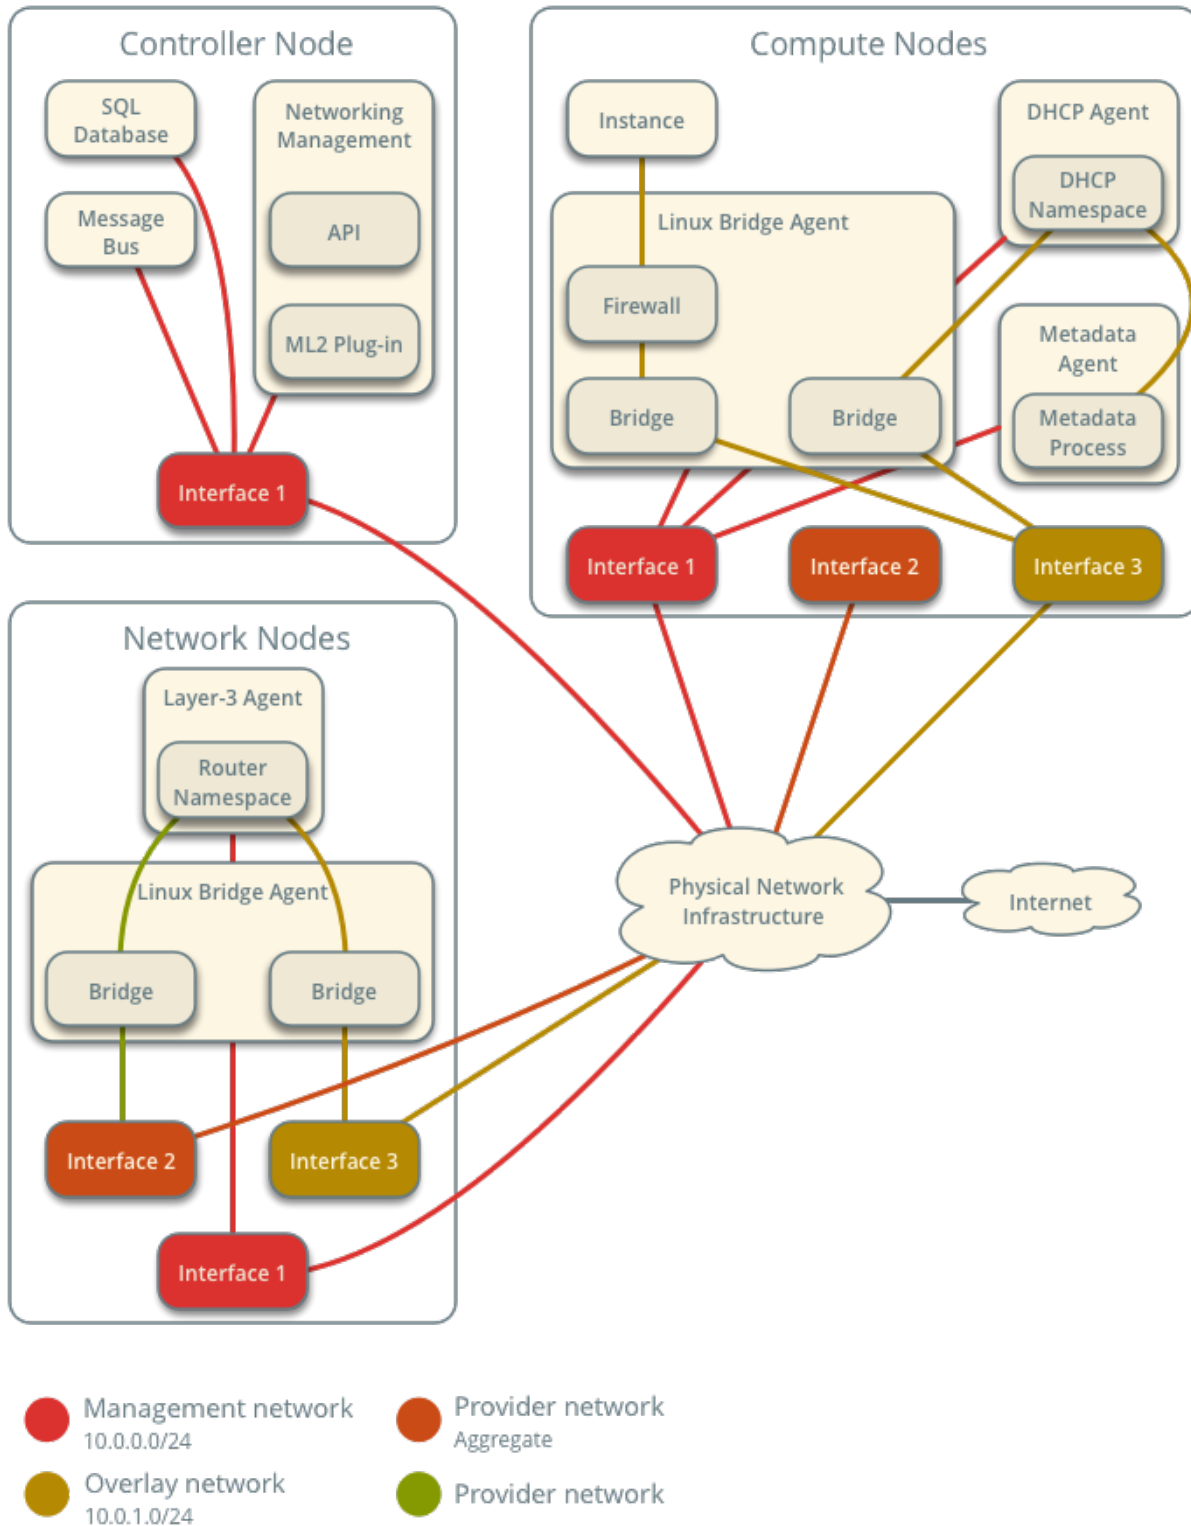 Controller Node
SQL
Database
Networking
Management
Message
Bus
API
ML2 Plug-in
Interface 1
Compute Nodes
Instance
DHCP Agent
DHCP
Namespace
Linux Bridge Agent
Firewall
Metadata
Agent
Bridge
Bridge
Metadata
Process
Interface 1
Interface 2
Interface 3
Network Nodes
Layer-3 Agent
Router
Namespace
Linux Bridge Agent
Bridge
Bridge
Interface 2
Interface 3
Interface 1
Physical Network
Infrastructure
Internet
Management network
10.0.0.0/24
Provider network
Aggregate
Overlay network
10.0.1.0/24
Provider network